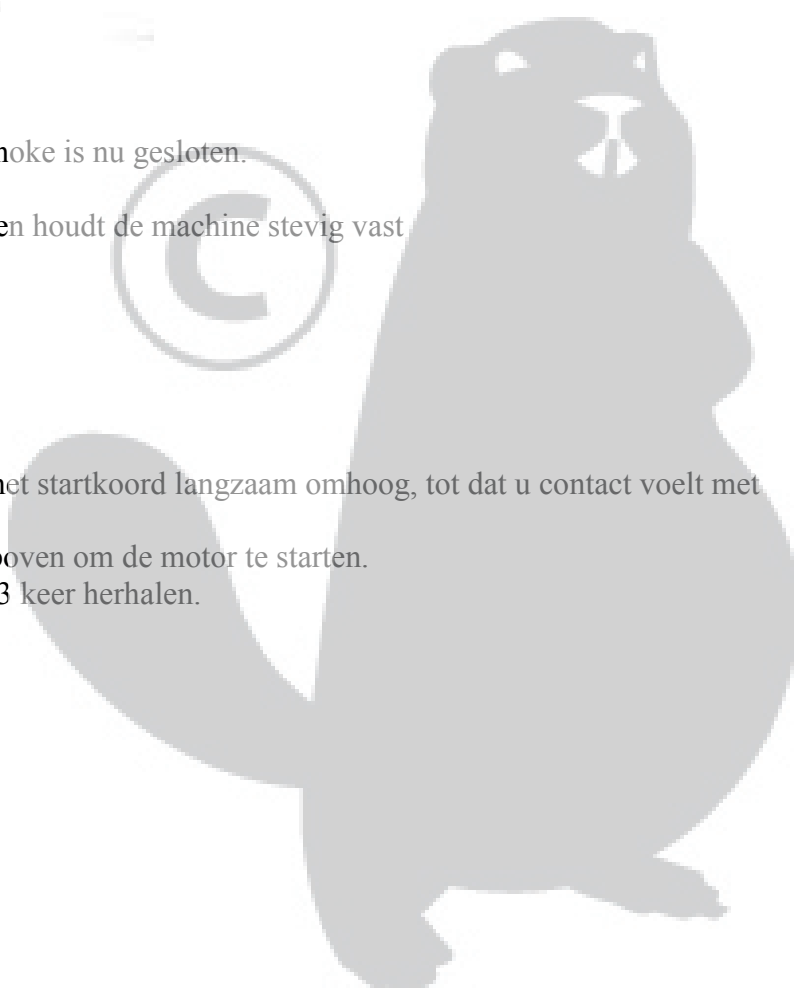 hoke is nu gesloten.
en houdt de machine stevig vast
©
het startkoord langzaam omhoog, tot dat u contact voelt met
boven om de motor te starten.
3 keer herhalen.